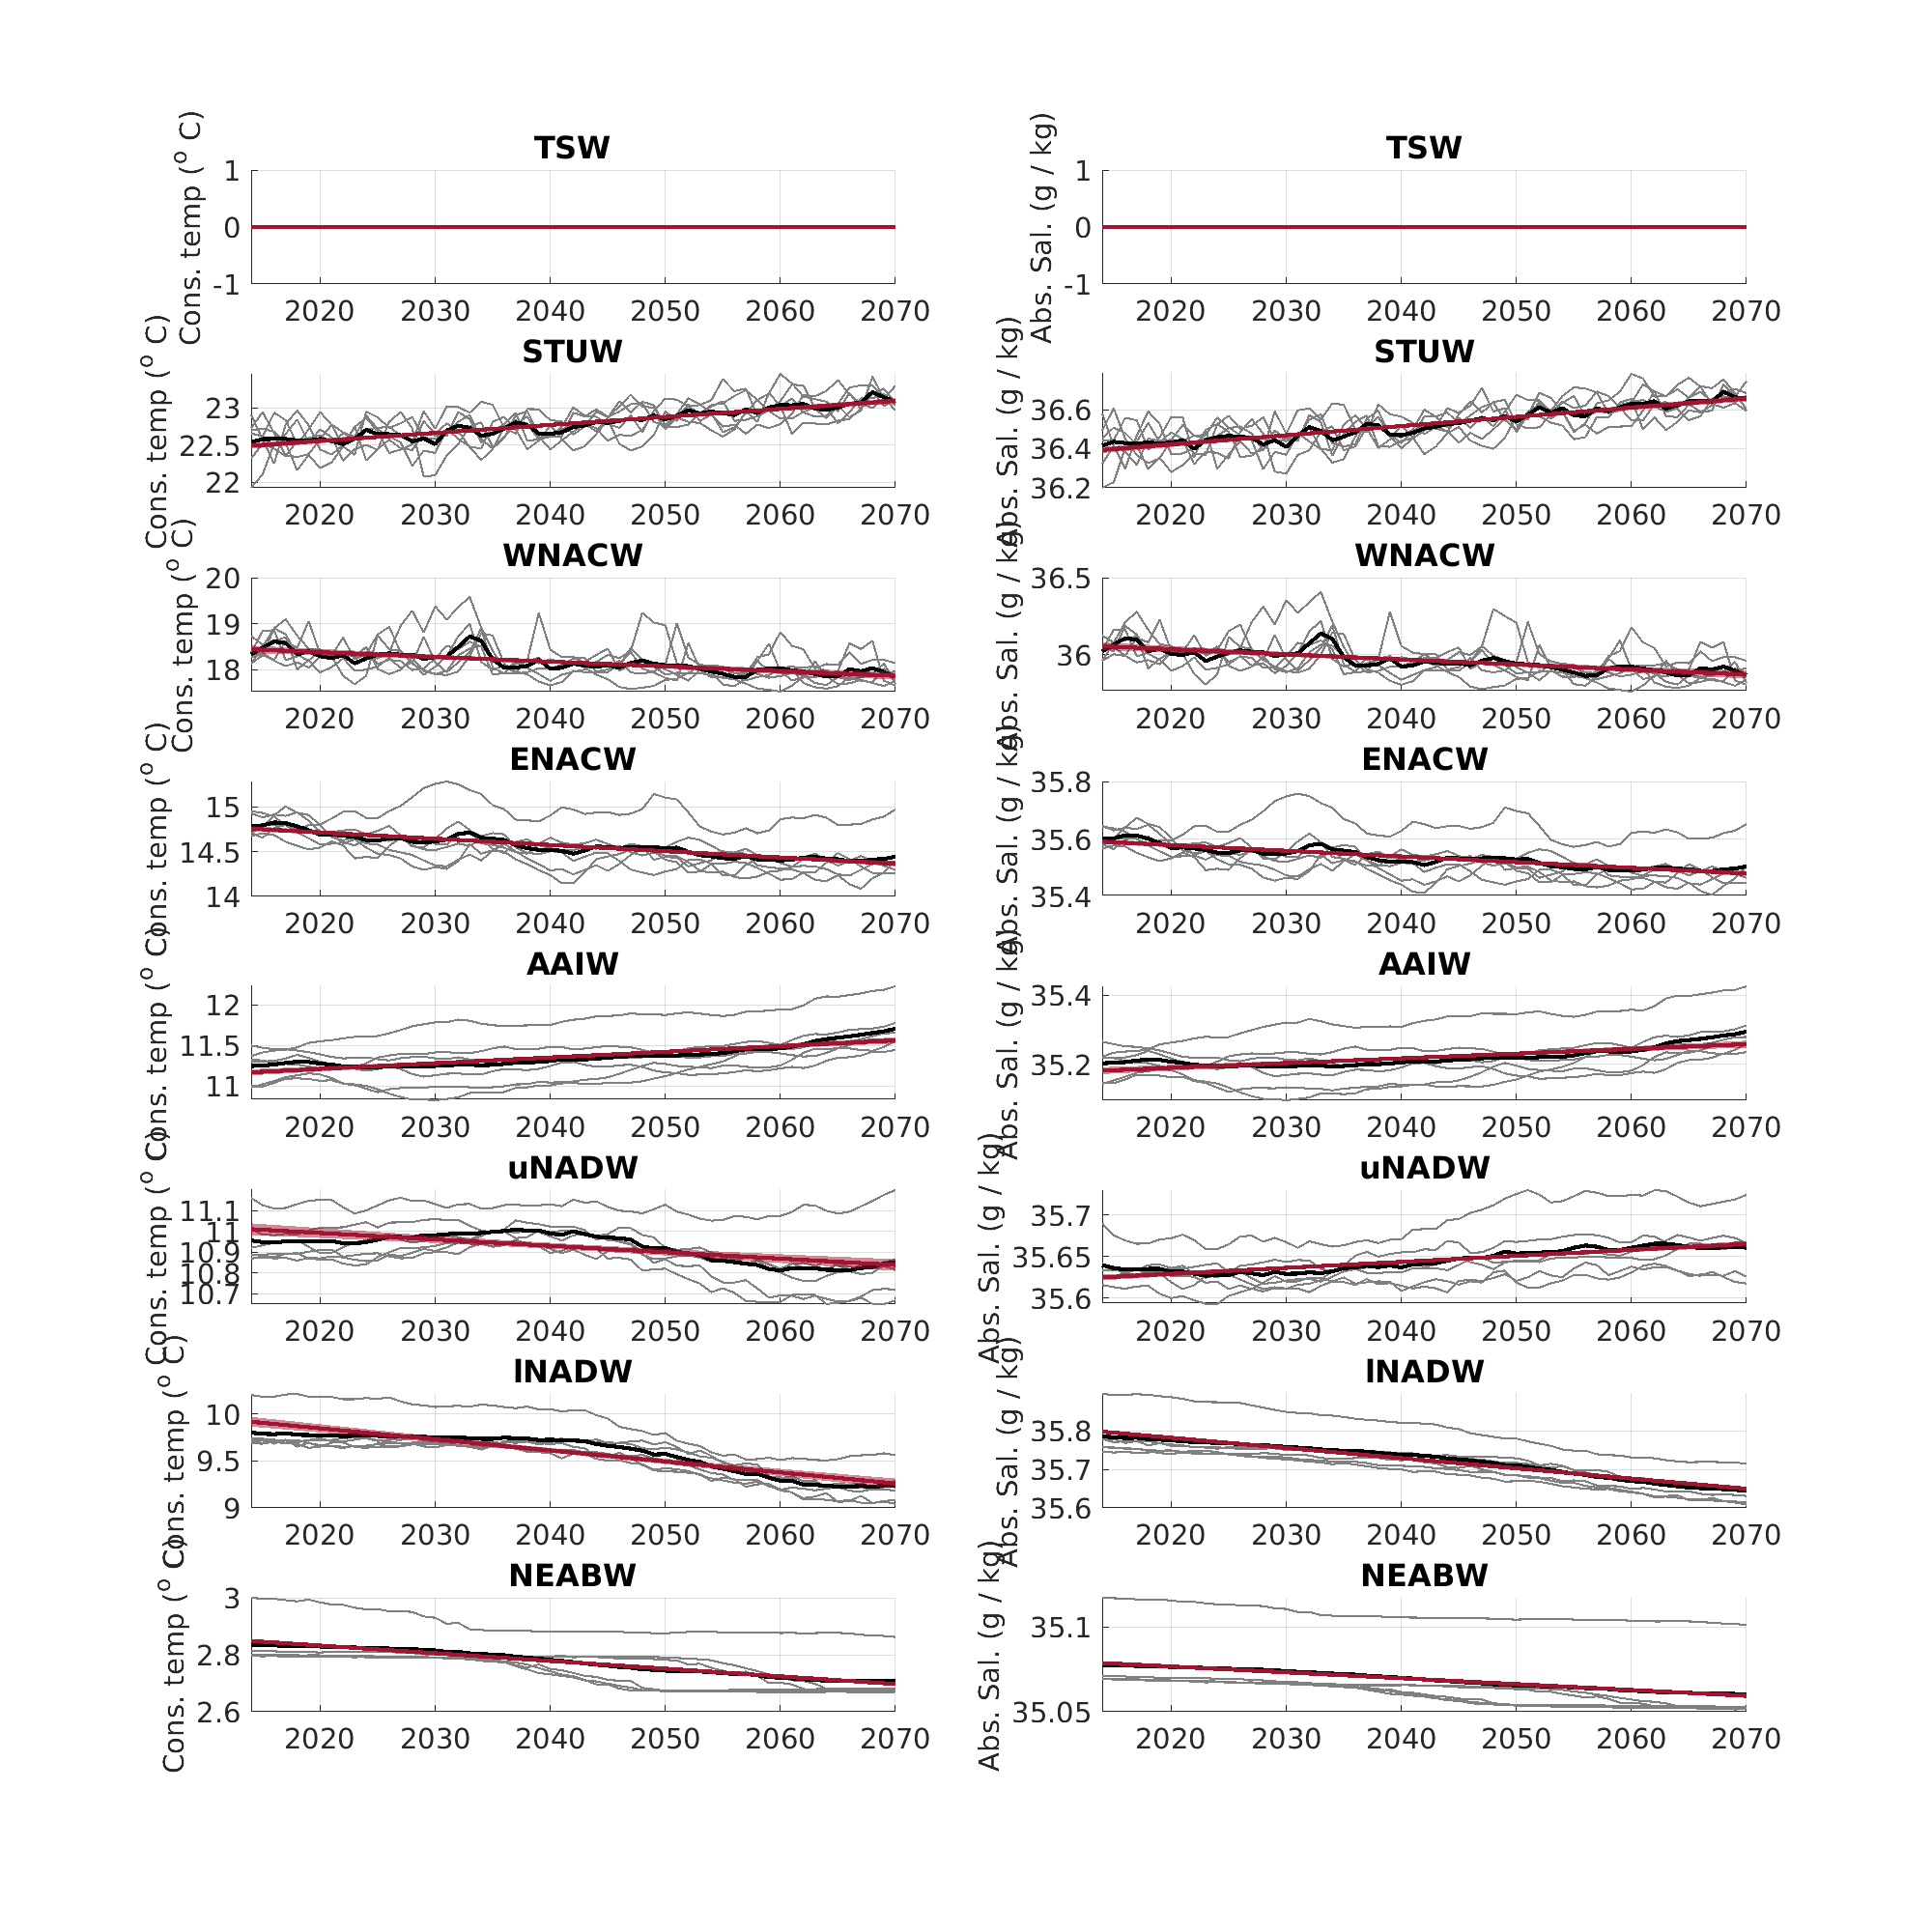 TSW
Cons. temp (o C)
1
0
-1
2020 2030 2040 2050 2060 2070
TSW
Abs. Sal. (g / kg)
1
0
-1
2020 2030 2040 2050 2060 2070
STUW
Cons. temp (o C)
23
22.5
22
2020 2030 2040 2050 2060 2070
STUW
Abs. Sal. (g / kg)
36.6
36.4
36.2
2020 2030 2040 2050 2060 2070
WNACW
Cons. temp (o C)
20
19
18
2020 2030 2040 2050 2060 2070
WNACW
Abs. Sal. (g / kg)
36.5
36
2020 2030 2040 2050 2060 2070
ENACW
Cons. temp (o C)
15
14.5
14
2020 2030 2040 2050 2060 2070
ENACW
Abs. Sal. (g / kg)
35.8
35.6
35.4
2020 2030 2040 2050 2060 2070
AAIW
Cons. temp (o C)
12
11.5
11
2020 2030 2040 2050 2060 2070
AAIW
Abs. Sal. (g / kg)
35.4
35.2
2020 2030 2040 2050 2060 2070
uNADW
Cons. temp (o C)
11.1
11
10.9
10.8
10.7
2020 2030 2040 2050 2060 2070
uNADW
Abs. Sal. (g / kg)
35.7
35.65
35.6
2020 2030 2040 2050 2060 2070
lNADW
Cons. temp (o C)
10
9.5
9
2020 2030 2040 2050 2060 2070
lNADW
Abs. Sal. (g / kg)
35.8
35.7
35.6
2020 2030 2040 2050 2060 2070
NEABW
Cons. temp (o C)
3
2.8
2.6
2020 2030 2040 2050 2060 2070
NEABW
Abs. Sal. (g / kg)
35.1
35.05
2020 2030 2040 2050 2060 2070